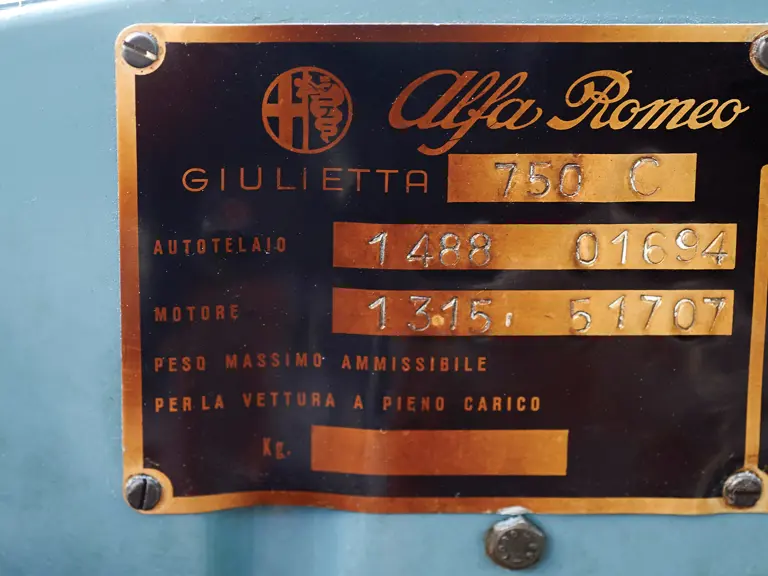 Alfa Romeo
GIULIETTA 750 C
AUTOTELAIO 1488 01694
MOTORE 1315 51707
PESO MASSIMO AMMISSIBILE
PER LA VETTURA A PIENO CARICO
Kg.